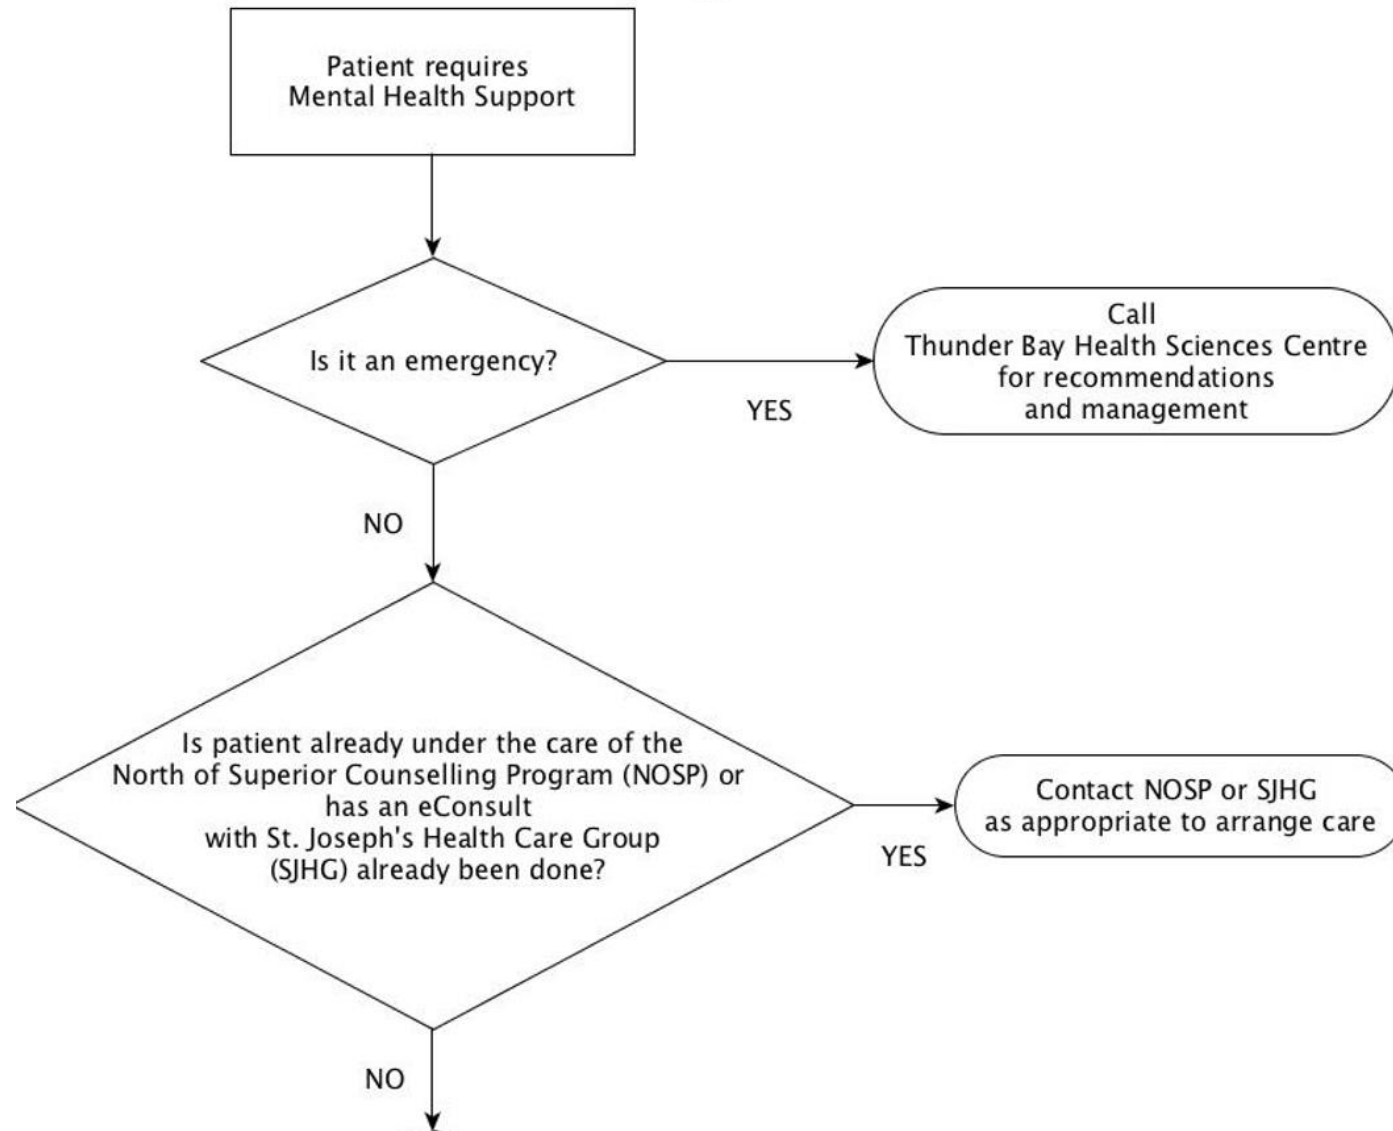 Patient requires
Mental Health Support
Is it an emergency?
YES
Call
Thunder Bay Health Sciences Centre
for recommendations
and management
NO
Is patient already under the care of the
North of Superior Counselling Program (NOSP) or
has an eConsult
with St. Joseph's Health Care Group
(SJHG) already been done?
YES
Contact NOSP or SJHG
as appropriate to arrange care
NO